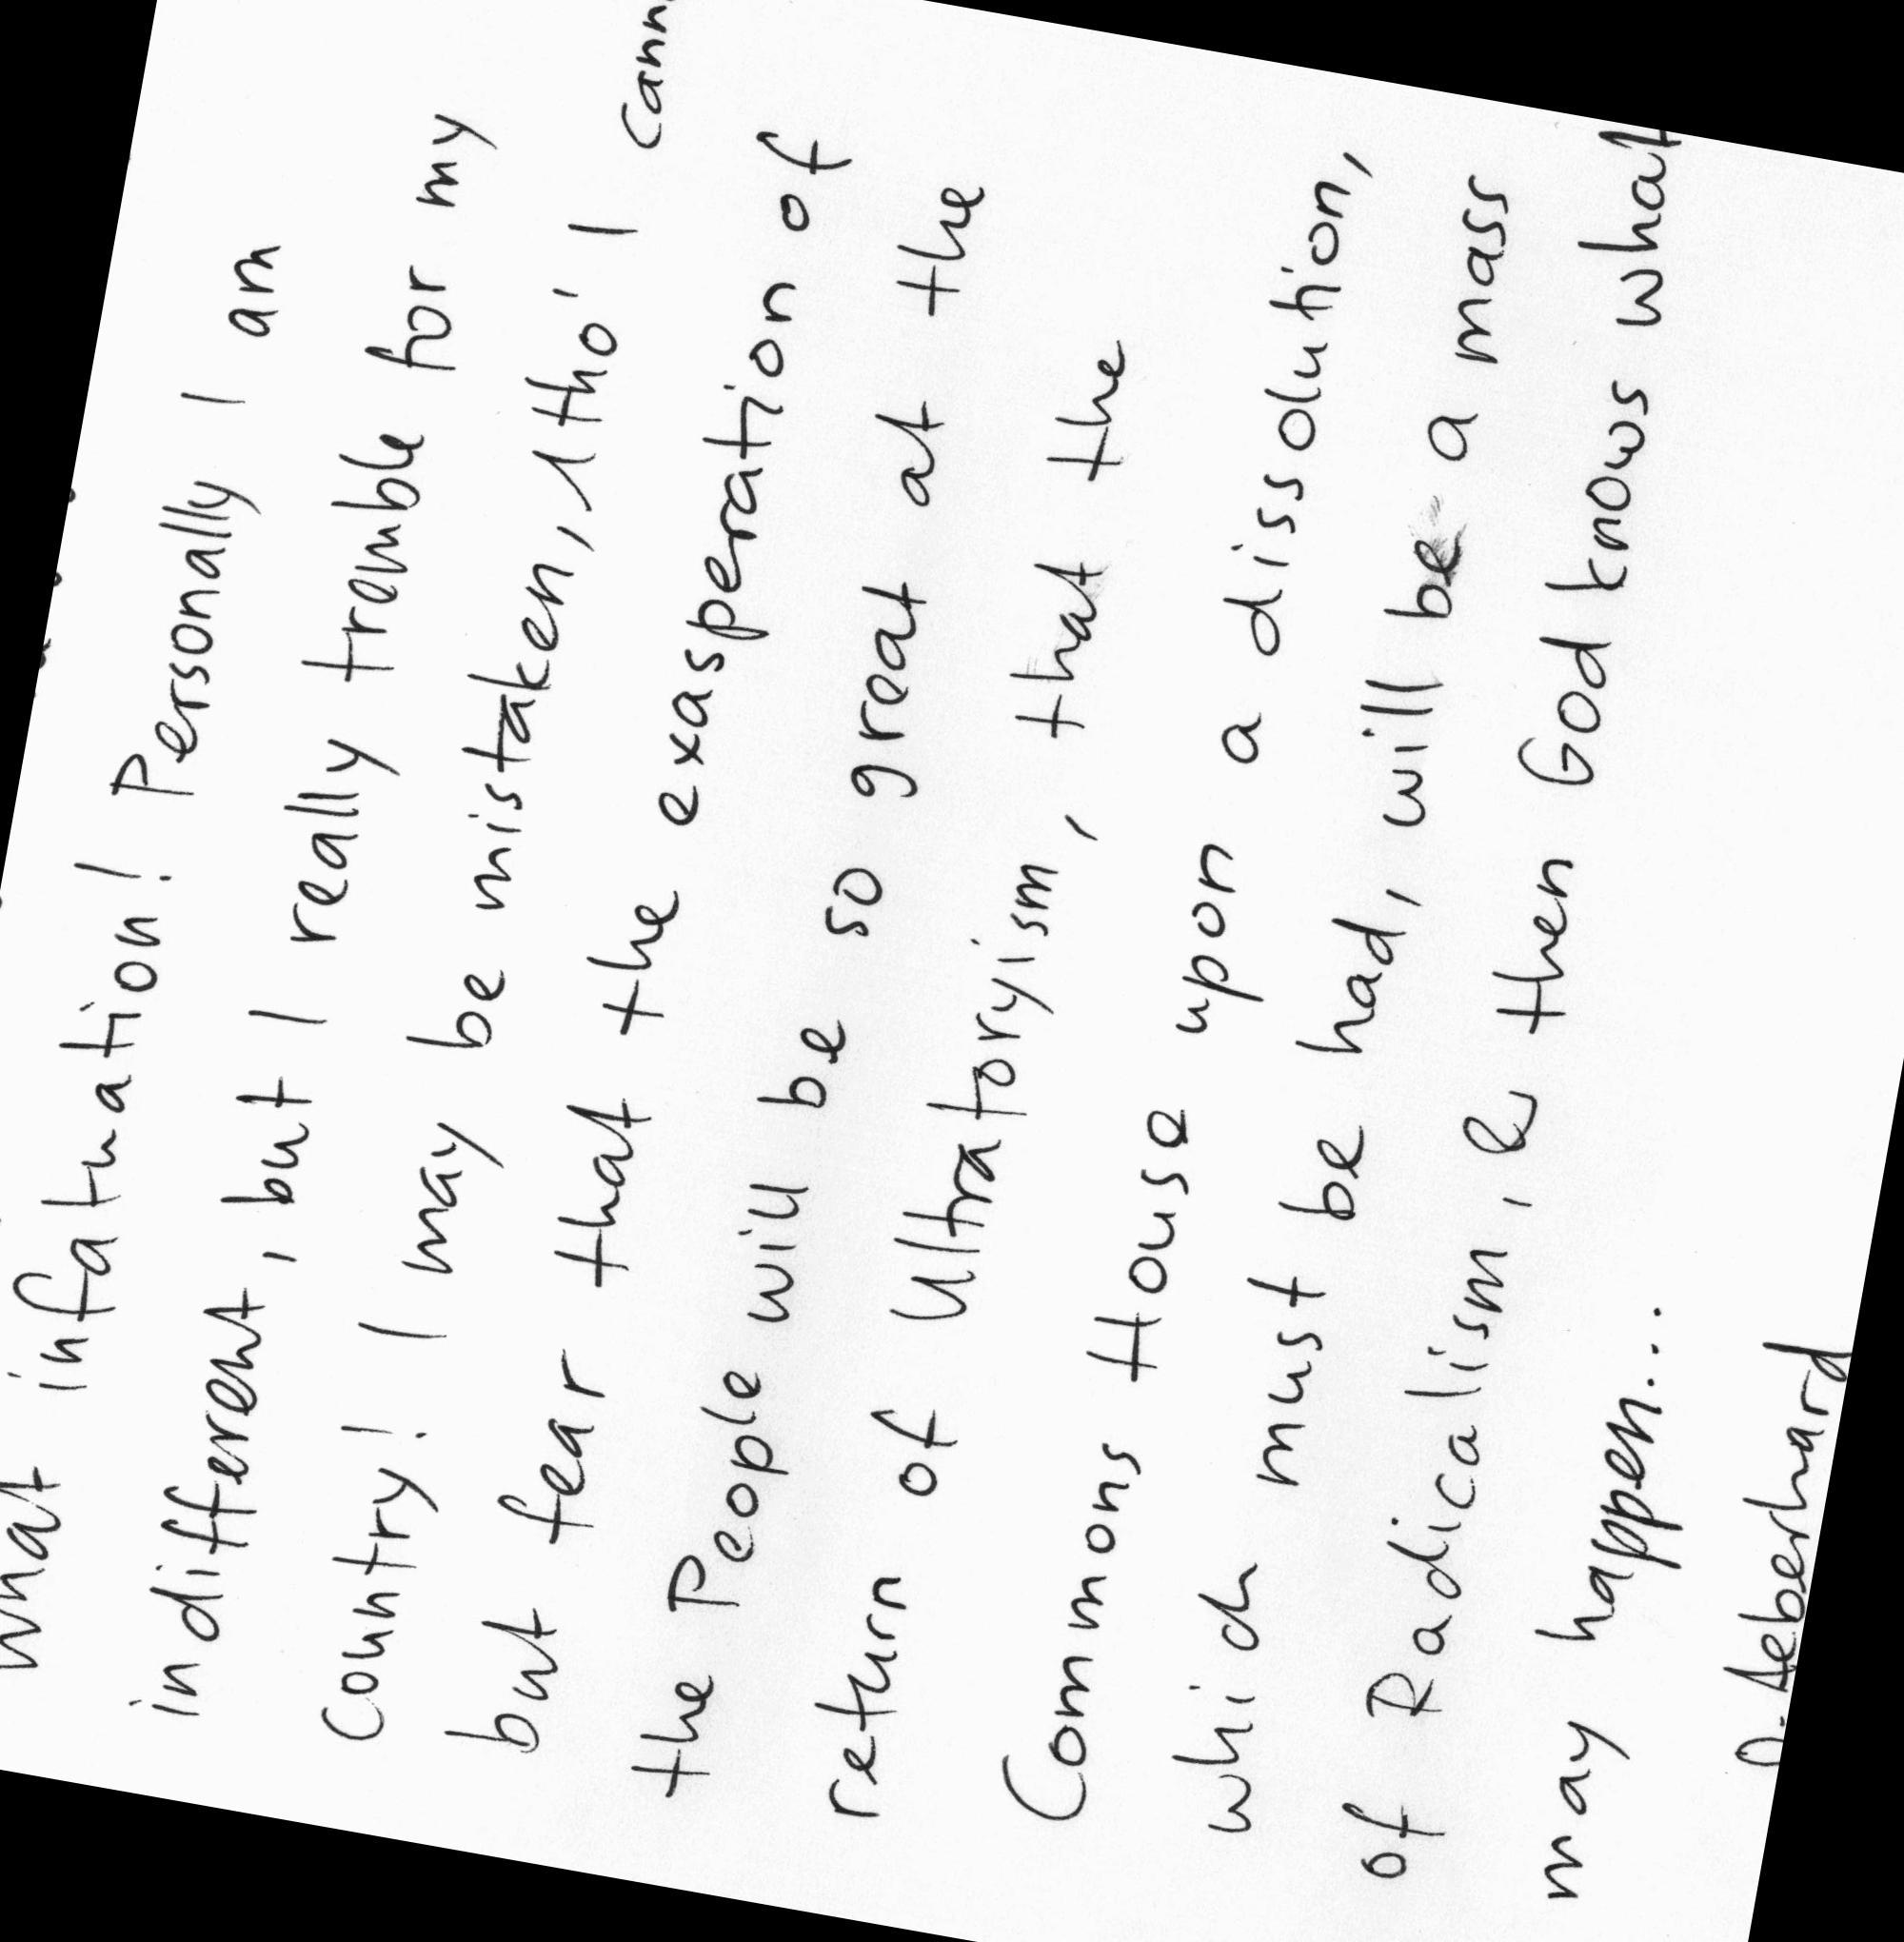 what infatuation! Personally I am
indifferent, but I really tremble for my
Country! I may be mistaken, tho' I
but fear that the exasperation of
the People will be so great at the
return of Ultratoryism, that the
Commons House upon a dissolution,
which must be had, will be a mass
of Radicalism, & then God knows what
may happen....
D. Aeberhard